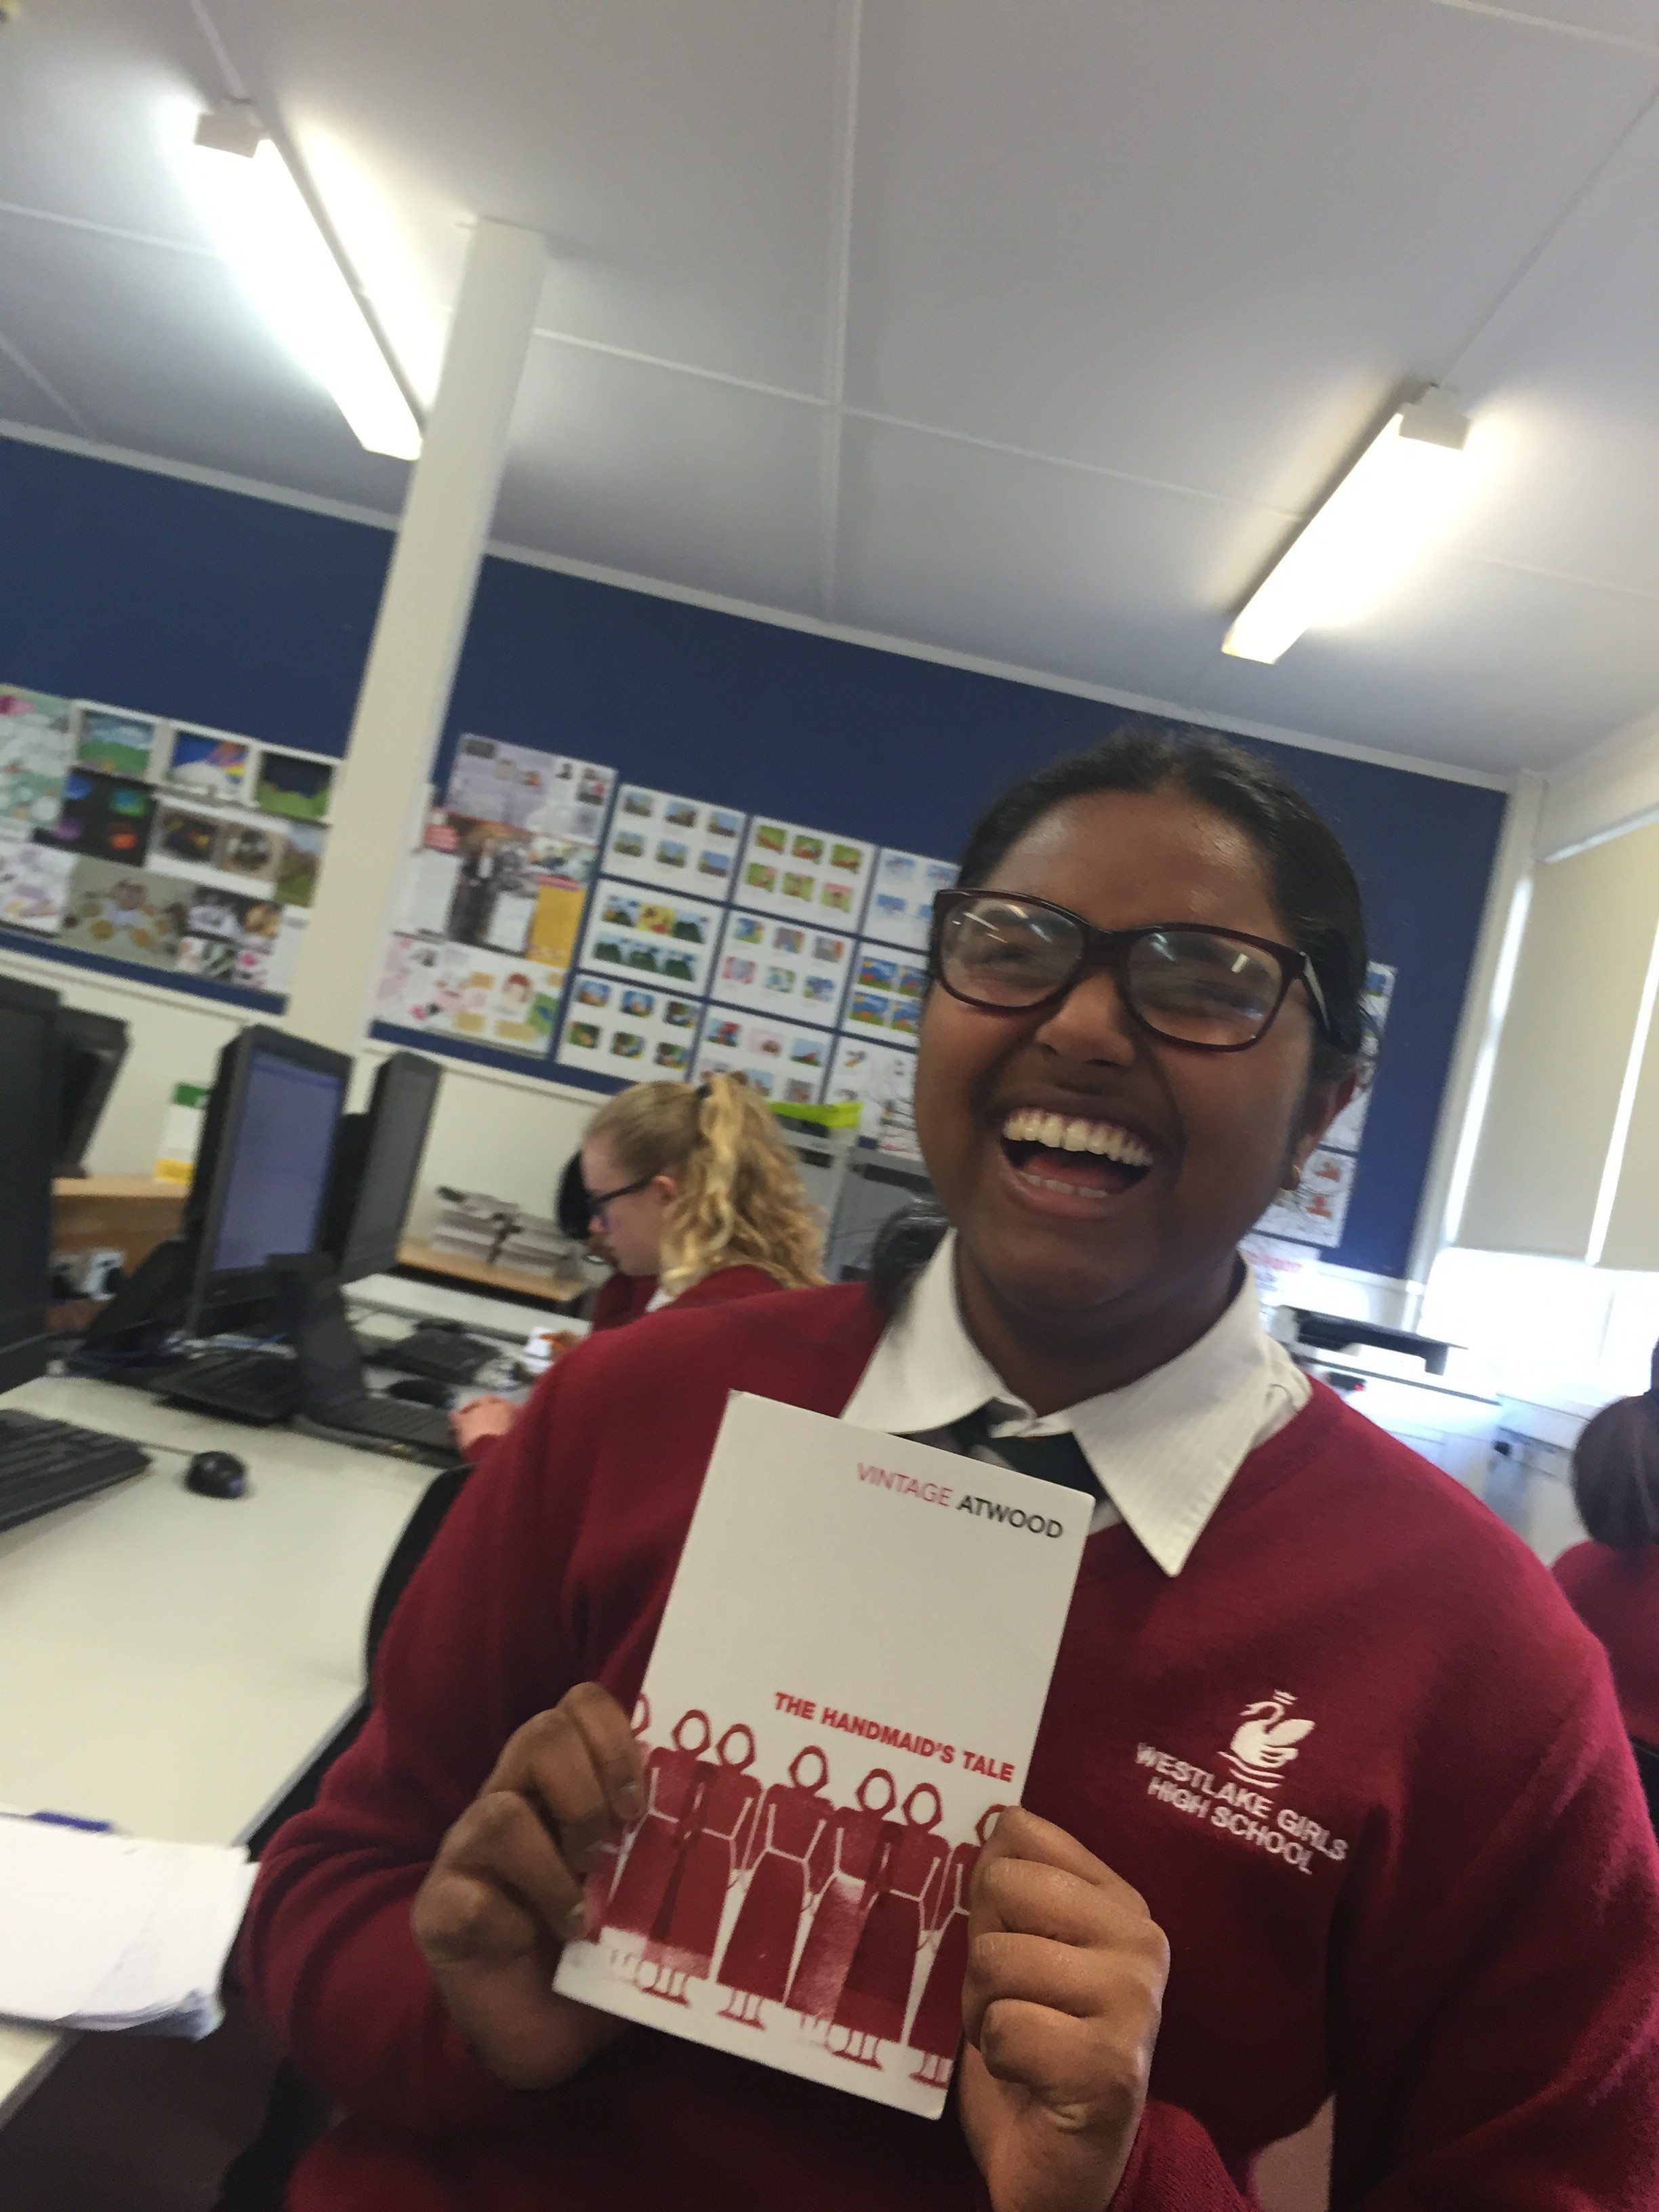 VINTAGE ATWOOD
THE HANDMAID'S TALE
WESTLAKE GIRLS
HIGH SCHOOL